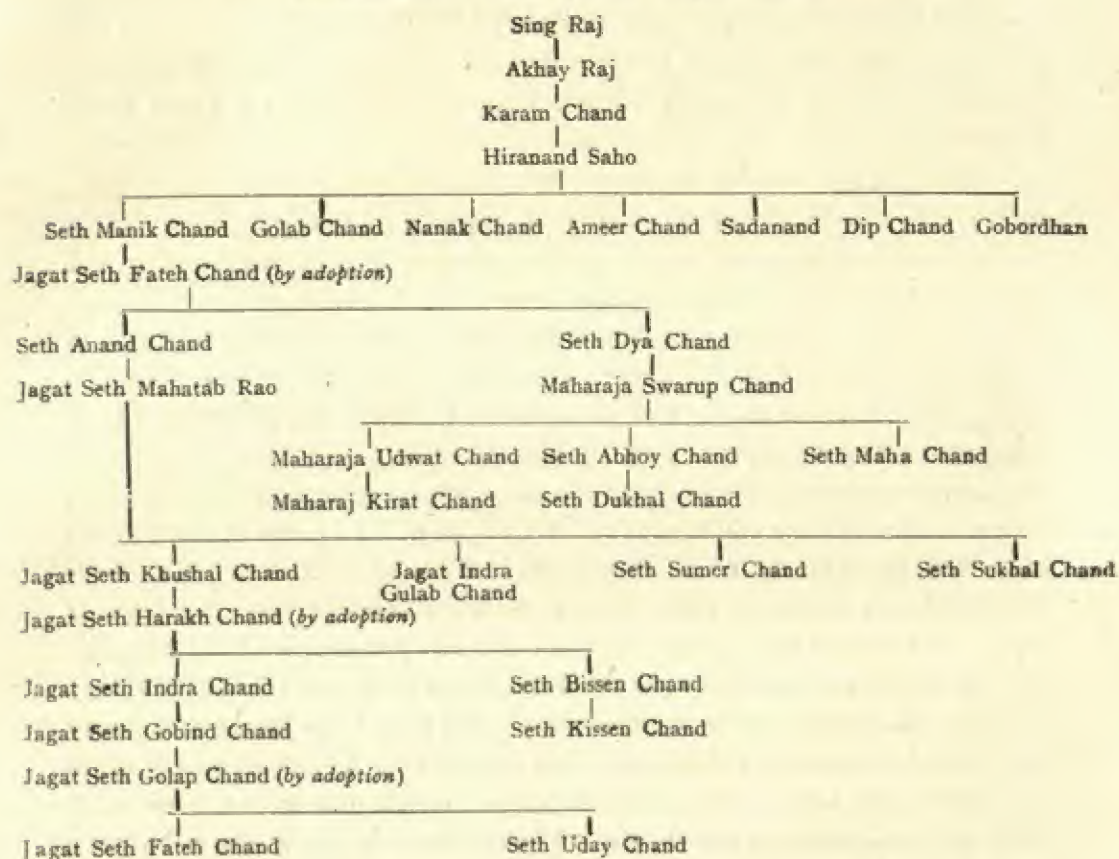 Sing Raj
Akhay Raj
Karam Chand
Hiranand Saho
Seth Manik Chand Golab Chand Nanak Chand Ameer Chand Sadanand Dip Chand Gobordhan
Jagat Seth Fateh Chand (by adoption)
Seth Anand Chand Seth Dya Chand
Jagat Seth Mahatab Rao Maharaja Swarup Chand
Maharaja Udwat Chand Seth Abhoy Chand Seth Maha Chand
Maharaj Kirat Chand Seth Dukhal Chand
Jagat Seth Khushal Chand Jagat Indra Seth Sumer Chand Seth Sukhal Chand
Gulab Chand
Jagat Seth Harakh Chand (by adoption)
Jagat Seth Indra Chand Seth Bissen Chand
Jagat Seth Gobind Chand Seth Kissen Chand
Jagat Seth Golap Chand (by adoption)
Jagat Seth Fateh Chand Seth Uday Chand